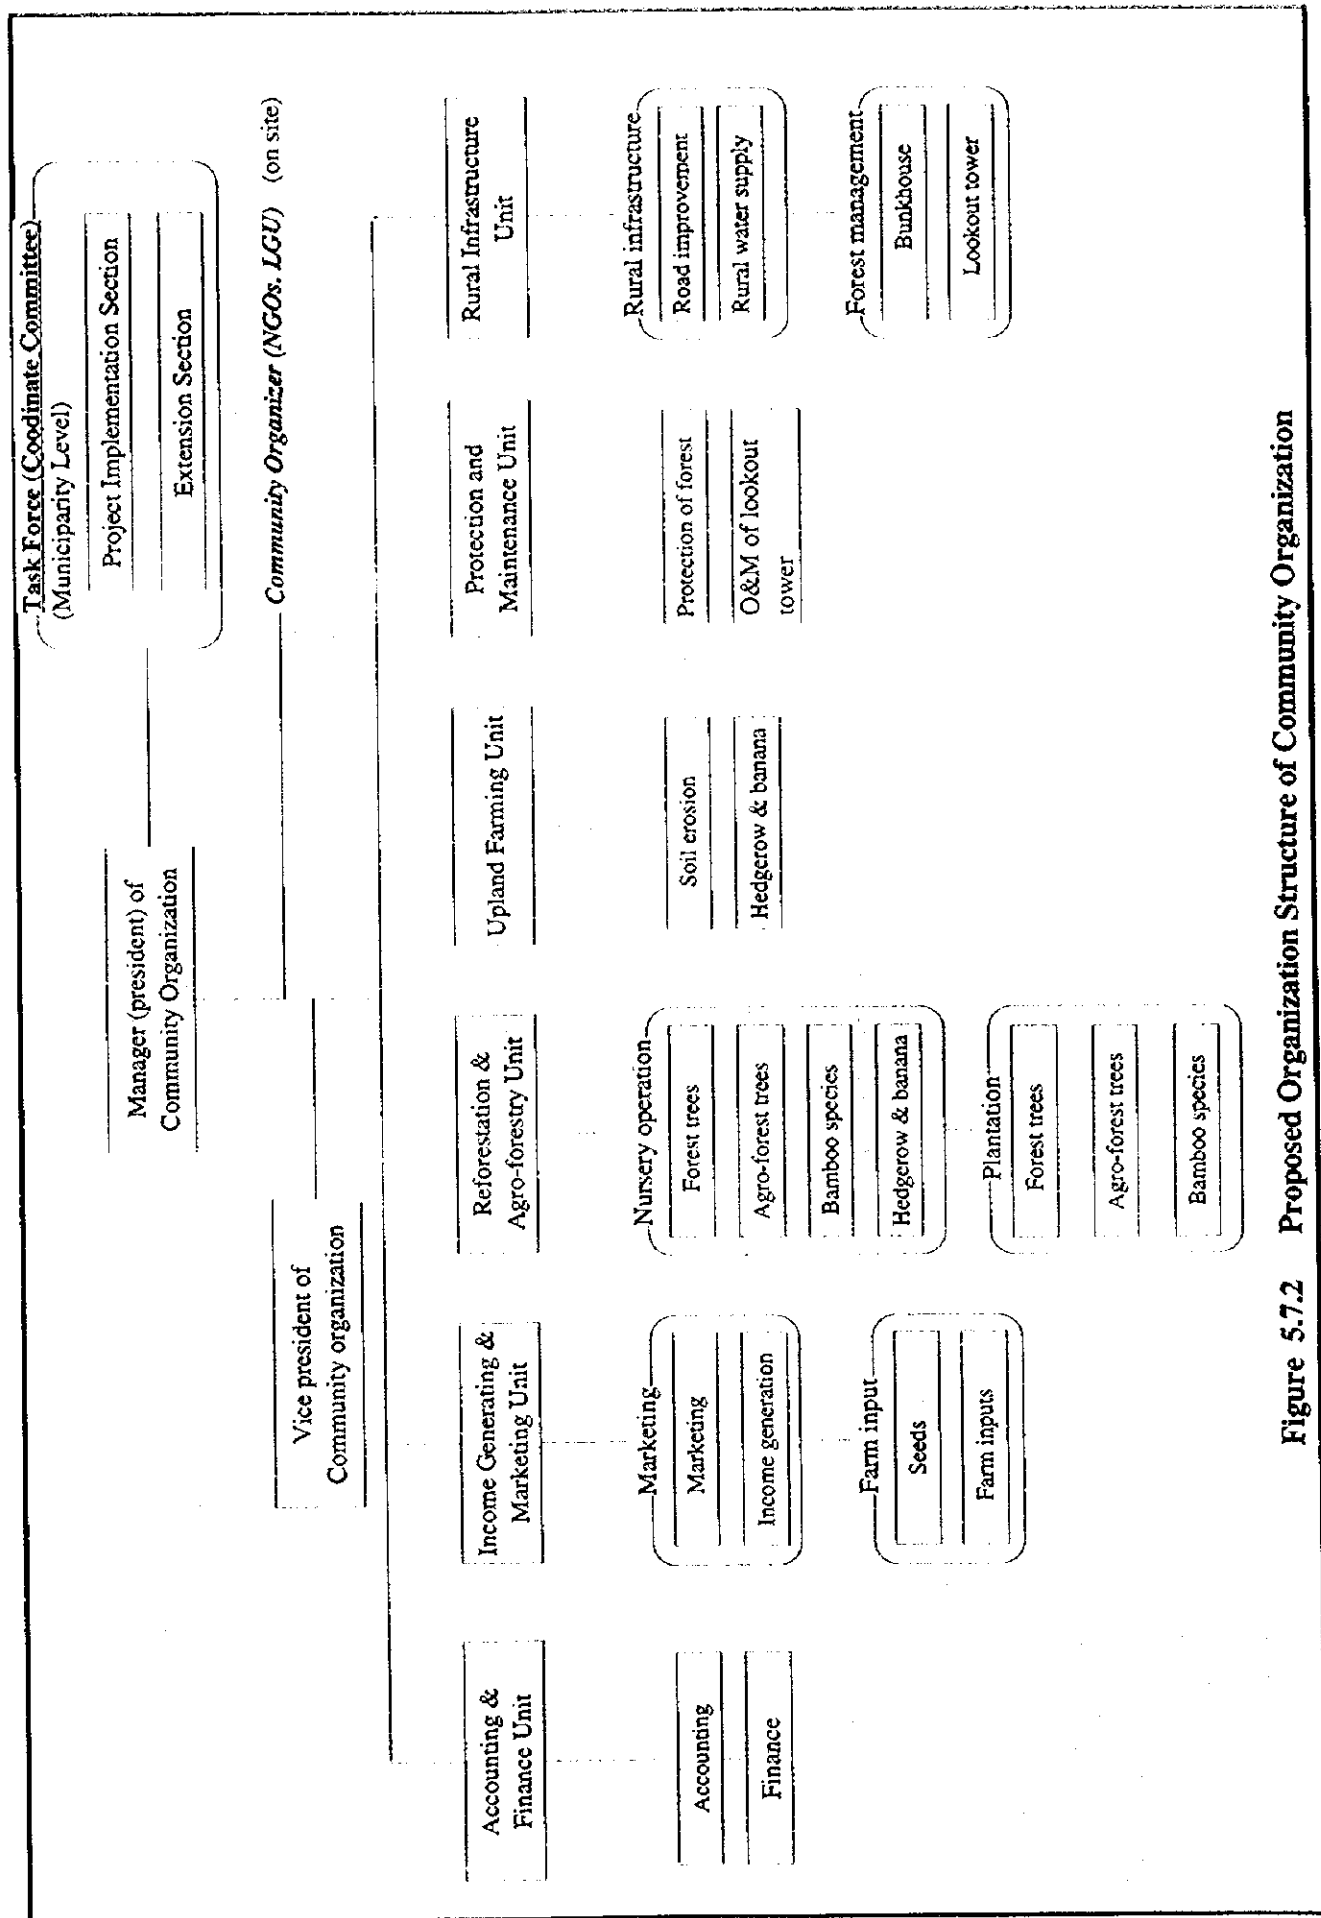 Task Force (Coodinate Committee)
(Municiparity Level)
Project Implementation Section
Extension Section
Manager (president) of
Community Organization
Community Organizer (NGOs. LGU) (on site)
Vice president of
Community organization
Accounting &
Finance Unit
Accounting
Finance
Income Generating &
Marketing Unit
Marketing
Marketing
Income generation
Farm input
Seeds
Farm inputs
Reforestation &
Agro-forestry Unit
Nursery operation
Forest trees
Agro-forest trees
Bamboo species
Hedgerow & banana
Plantation
Forest trees
Agro-forest trees
Bamboo species
Upland Farming Unit
Soil erosion
Hedgerow & banana
Protection and
Maintenance Unit
Protection of forest
O&M of lookout
tower
Rural Infrastructure
Unit
Rural infrastructure
Road improvement
Rural water supply
Forest management
Bunkhouse
Lookout tower
Figure 5.7.2 Proposed Organization Structure of Community Organization